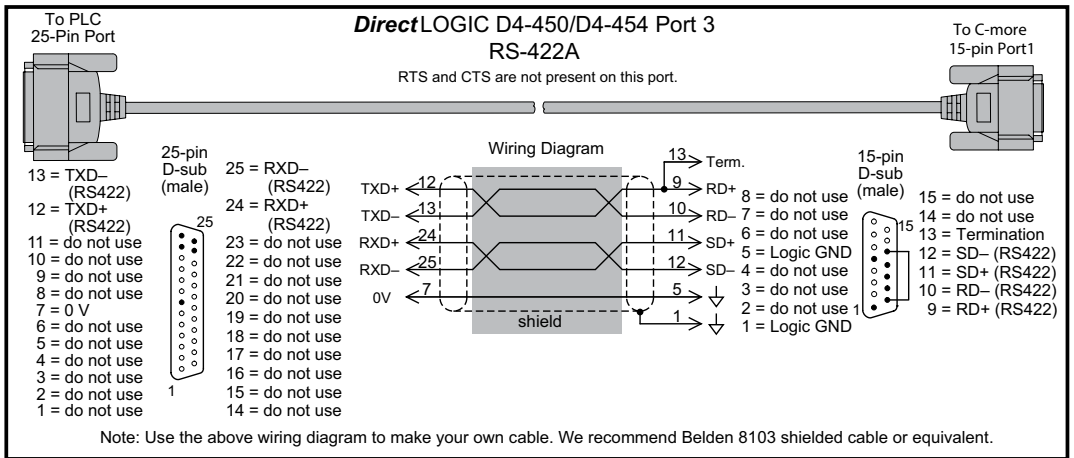 To PLC
25-Pin Port
DirectLOGIC D4-450/D4-454 Port 3
RS-422A
RTS and CTS are not present on this port.
To C-more
15-pin Port1
13 = TXD–
(RS422)
12 = TXD+
(RS422)
11 = do not use
10 = do not use
9 = do not use
8 = do not use
7 = 0 V
6 = do not use
5 = do not use
4 = do not use
3 = do not use
2 = do not use
1 = do not use
25-pin
D-sub
(male)
25
1
25 = RXD–
(RS422)
24 = RXD+
(RS422)
23 = do not use
22 = do not use
21 = do not use
20 = do not use
19 = do not use
18 = do not use
17 = do not use
16 = do not use
15 = do not use
14 = do not use
Wiring Diagram
13 Term.
TXD+ 12 9 RD+
TXD– 13 10 RD–
RXD+ 24 11 SD+
RXD– 25 12 SD–
0V 7 5
shield 1
8 = do not use
7 = do not use
6 = do not use
5 = Logic GND
4 = do not use
3 = do not use
2 = do not use
1 = Logic GND
15-pin
D-sub
(male)
15
1
15 = do not use
14 = do not use
13 = Termination
12 = SD– (RS422)
11 = SD+ (RS422)
10 = RD– (RS422)
9 = RD+ (RS422)
Note: Use the above wiring diagram to make your own cable. We recommend Belden 8103 shielded cable or equivalent.